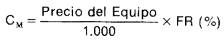 C_M = Precio del Equipo / 1.000 × FR (%)